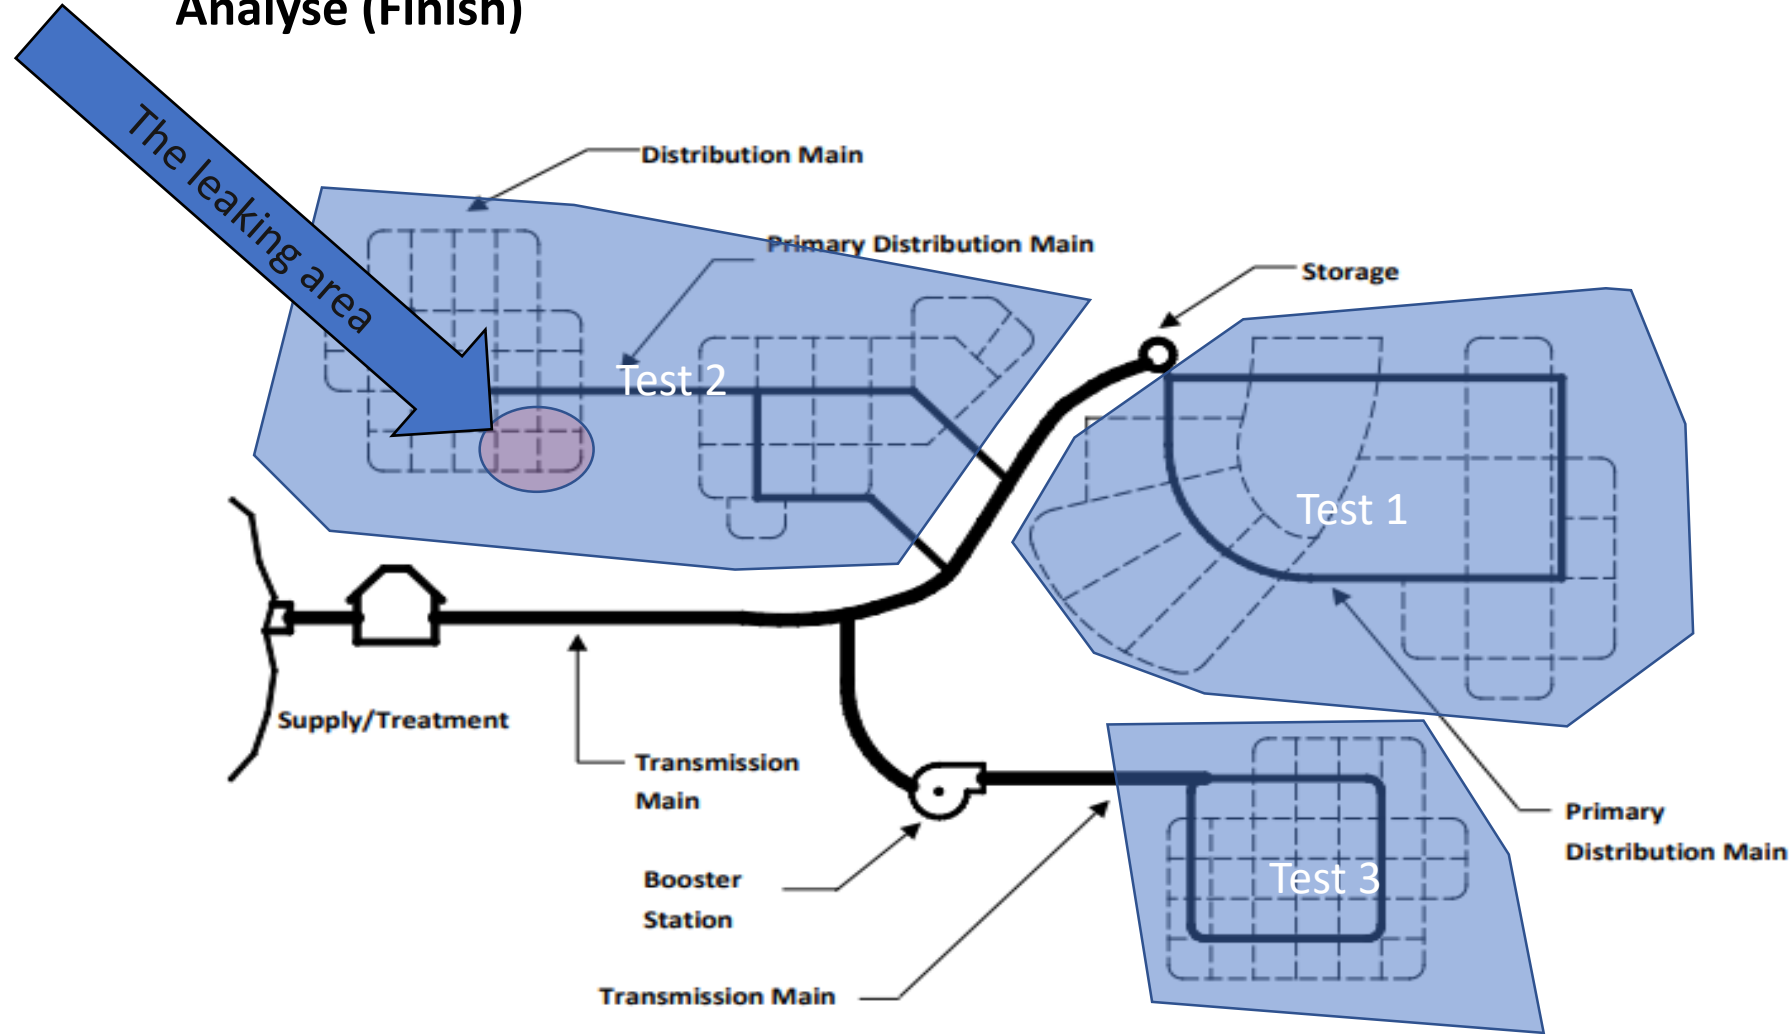 Analyse (Finish)
The leaking area
Distribution Main
Primary Distribution Main
Storage
Test 2
Test 1
Supply/Treatment
Transmission
Main
Primary
Distribution Main
Booster
Station
Test 3
Transmission Main